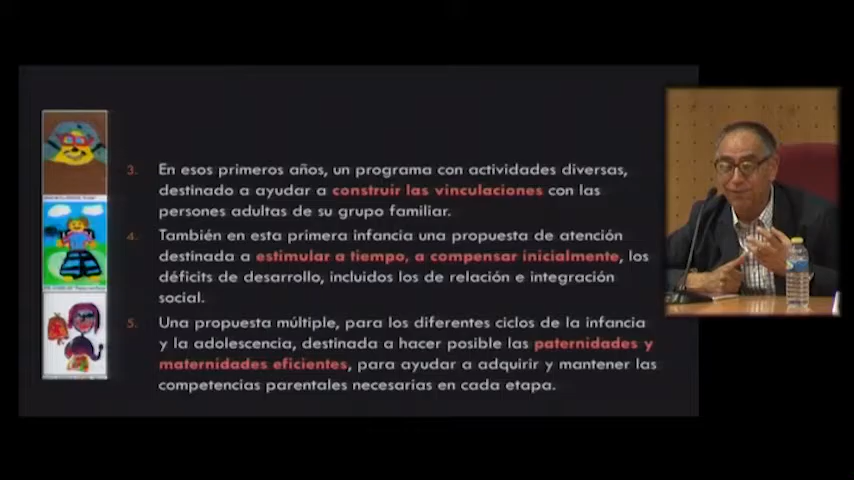 3. En esos primeros años, un programa con actividades diversas,
destinado a ayudar a construir las vinculaciones con las
persones adultas de su grupo familiar.
4. También en esta primera infancia una propuesta de atención
destinada a estimular a tiempo, a compensar inicialmente, los
déficits de desarrollo, incluidos los de relación e integración
social.
5. Una propuesta múltiple, para los diferentes ciclos de la infancia
y la adolescencia, destinada a hacer posible las paternidades y
maternidades eficientes, para ayudar a adquirir y mantener las
competencias parentales necesarias en cada etapa.